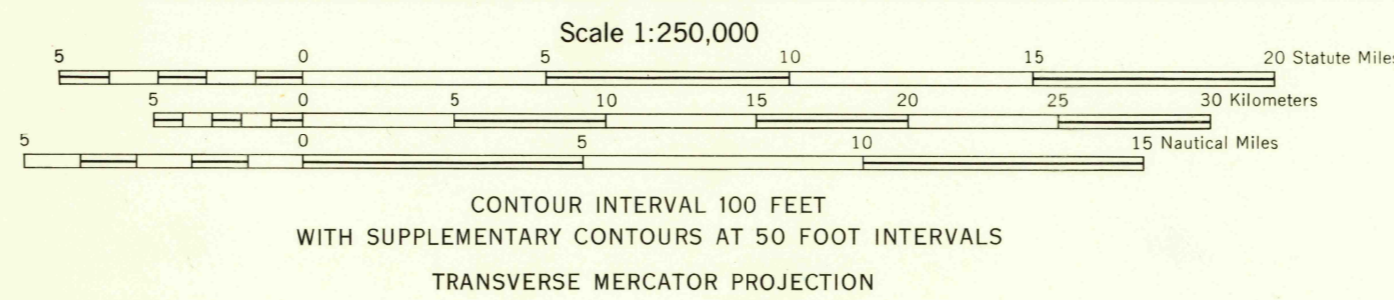 Scale 1:250,000
5 0 5 10 15 20 Statute Miles
5 0 5 10 15 20 25 30 Kilometers
5 0 5 10 15 Nautical Miles
CONTOUR INTERVAL 100 FEET
WITH SUPPLEMENTARY CONTOURS AT 50 FOOT INTERVALS
TRANSVERSE MERCATOR PROJECTION